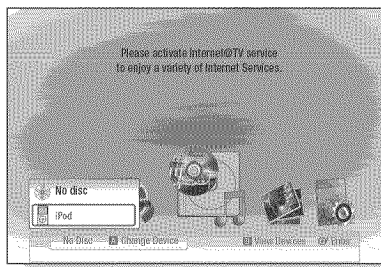 Please activate Internet@TV service
to enjoy a variety of Internet Services.
No disc
iPod
No Disc A Change Device D View Devices Enter